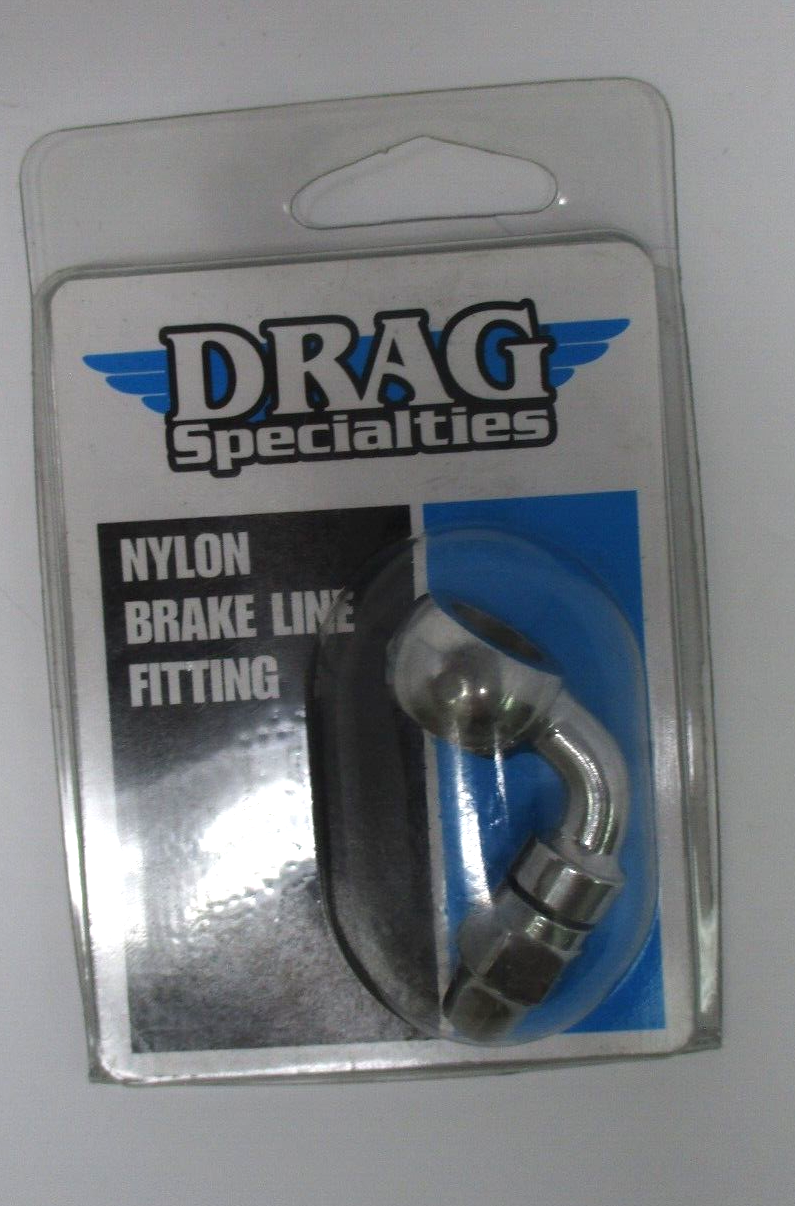 DRAG
Specialties
NYLON
BRAKE LINE
FITTING